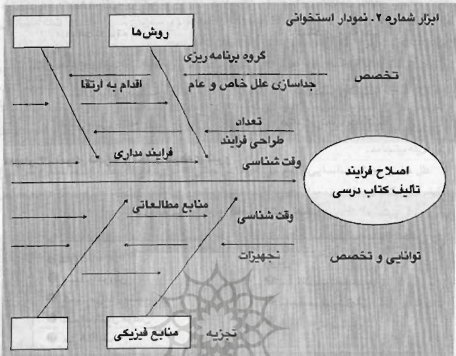 ابزار شماره ۲. نمودار استخوانی
روش‌ها
گروه برنامه ریزی
تخصص
جداسازی علل خاص و عام
اقدام به ارتقا
تعداد
طراحی فرایند
فرایند مداری
وقت شناسی
اصلاح فرایند
تألیف کتاب درسی
منابع مطالعاتی
وقت شناسی
توانایی و تخصص
تجهیزات
منابع فیزیکی
تجزیه